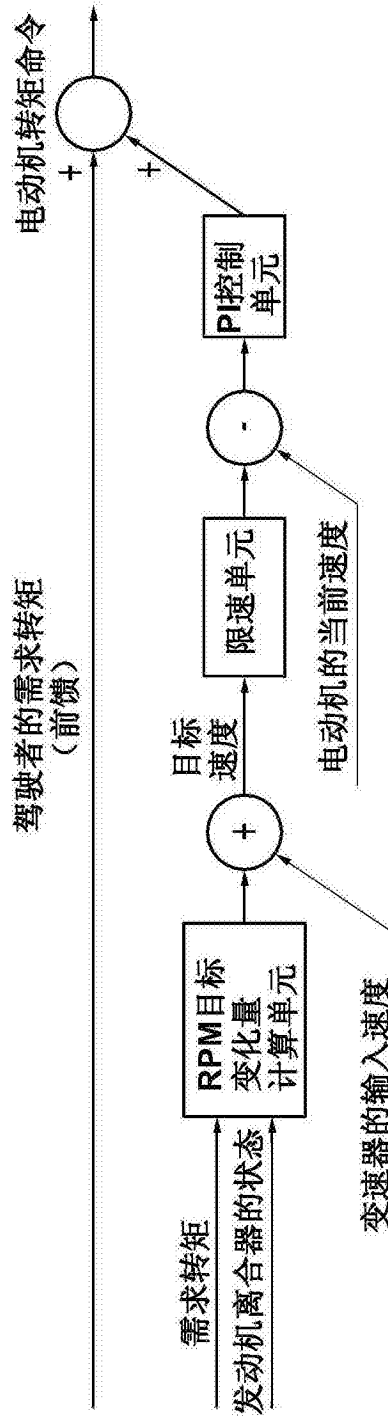 驾驶者的需求转矩
（前馈）
电动机转矩命令
+
+
需求转矩
发动机离合器的状态
RPM目标
变化量
计算单元
+
变速器的输入速度
目标
速度
限速单元
-
电动机的当前速度
PI控制
单元